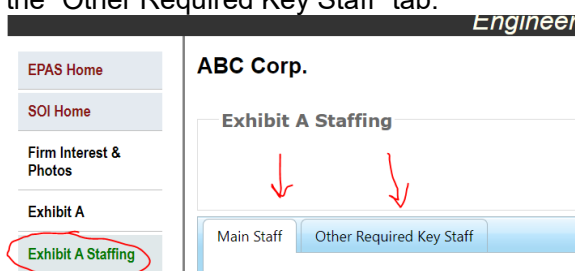 the "Other Required Key Staff" tab.
Engineer
EPAS Home
ABC Corp.
SOI Home
Exhibit A Staffing
Firm Interest &
Photos
Exhibit A
Main Staff Other Required Key Staff
Exhibit A Staffing